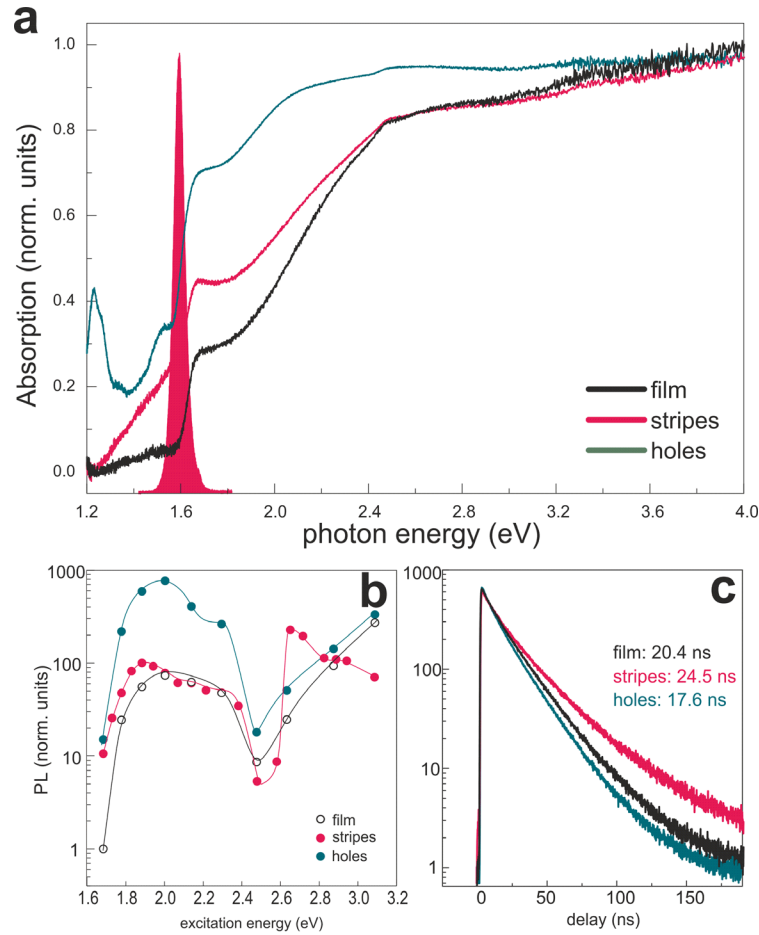 a
1.0
0.8
0.6
0.4
0.2
0.0
Absorption (norm. units)
film
stripes
holes
1.2 1.6 2.0 2.4 2.8 3.2 3.6 4.0
photon energy (eV)
b
1000
100
10
1
PL (norm. units)
film
stripes
holes
1.6 1.8 2.0 2.2 2.4 2.6 2.8 3.0 3.2
excitation energy (eV)
c
1000
100
10
1
film: 20.4 ns
stripes: 24.5 ns
holes: 17.6 ns
0 50 100 150
delay (ns)